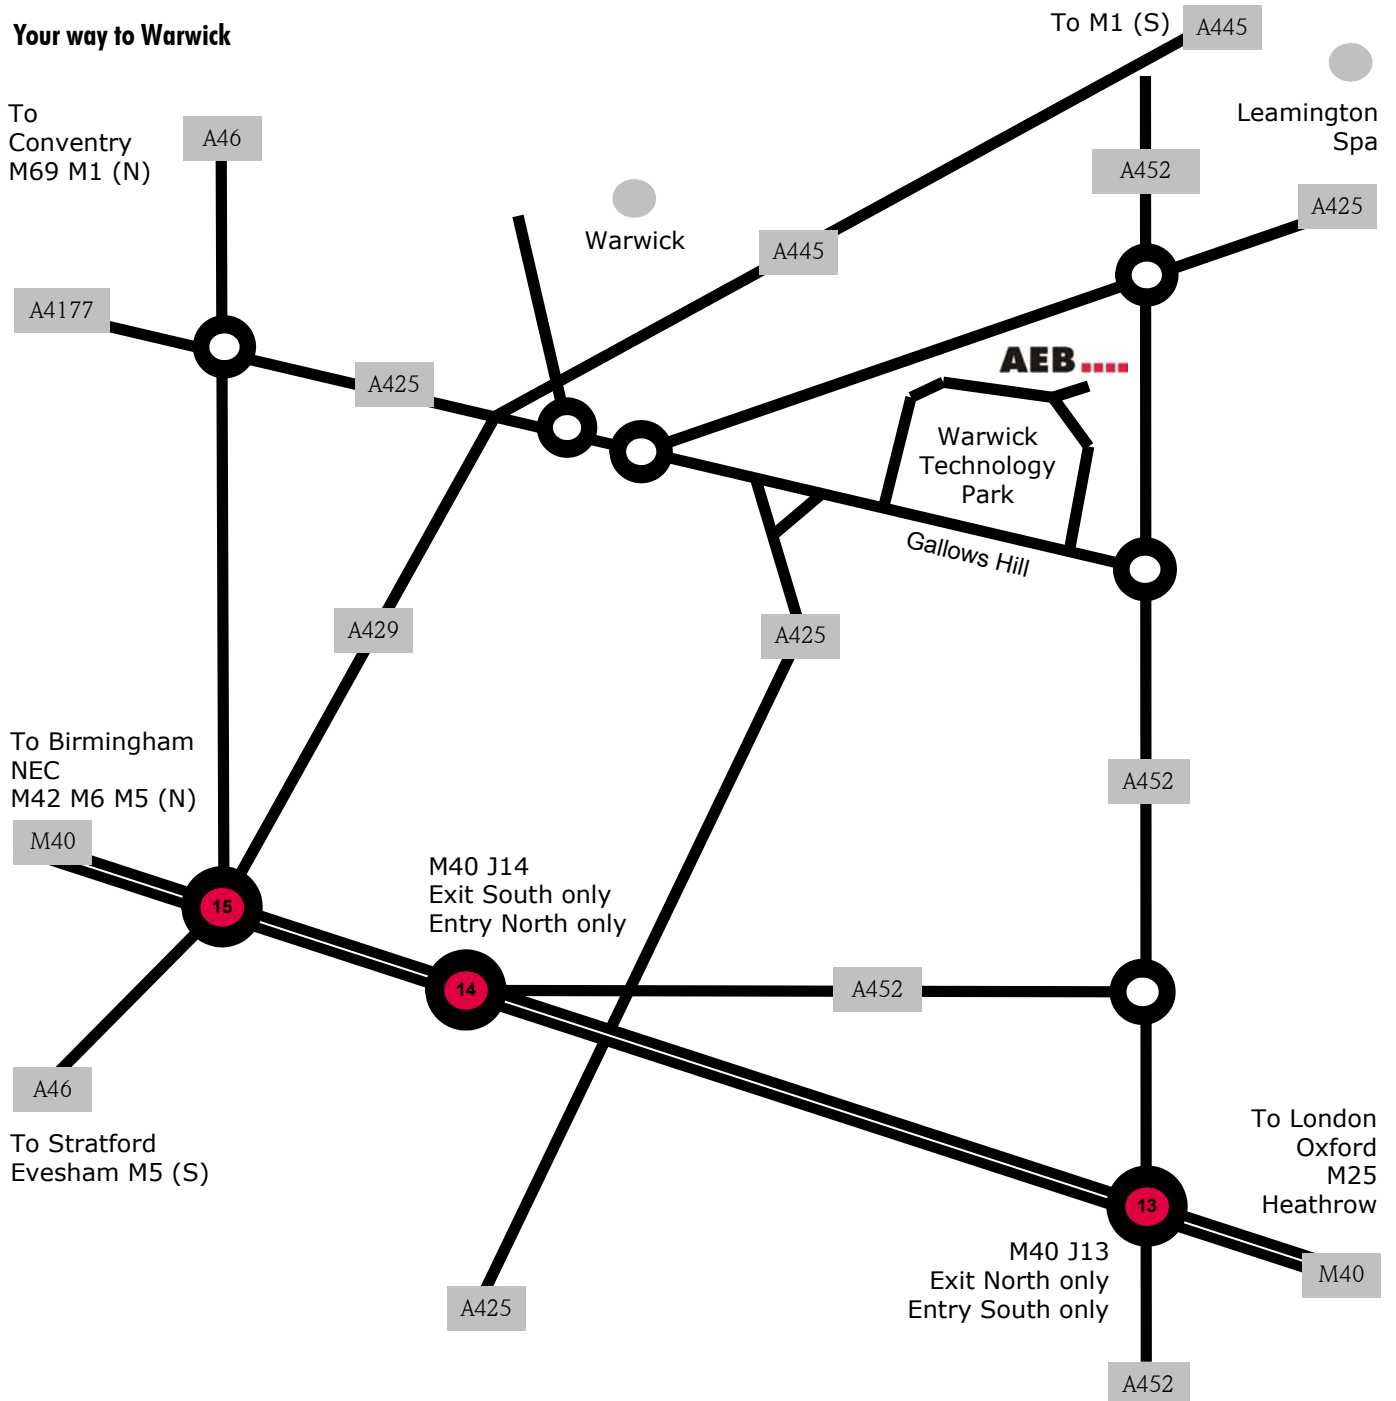 Your way to Warwick
To M1 (S)
A445
Leamington
Spa
To
Conventry
M69 M1 (N)
A46
A452
A425
Warwick
A445
A4177
A425
AEB
Warwick
Technology
Park
Gallows Hill
A429
A425
To Birmingham
NEC
M42 M6 M5 (N)
A452
M40
M40 J14
Exit South only
Entry North only
15
14
A452
A46
To Stratford
Evesham M5 (S)
To London
Oxford
M25
Heathrow
13
M40 J13
Exit North only
Entry South only
M40
A425
A452